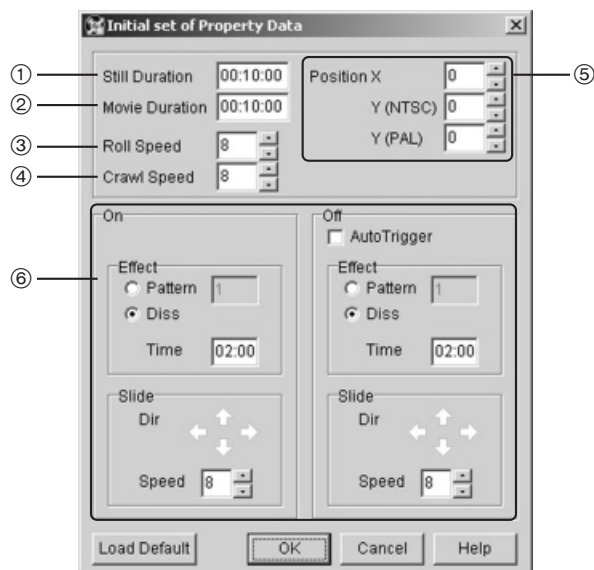 Initial set of Property Data
① Still Duration 00:10:00 Position X 0 ⑤
② Movie Duration 00:10:00 Y (NTSC) 0
③ Roll Speed 8 Y (PAL) 0
④ Crawl Speed 8
On Off
AutoTrigger
⑥ Effect Effect
Pattern 1 Pattern 1
Diss Diss
Time 02:00 Time 02:00
Slide Slide
Dir Dir
Speed 8 Speed 8
Load Default OK Cancel Help